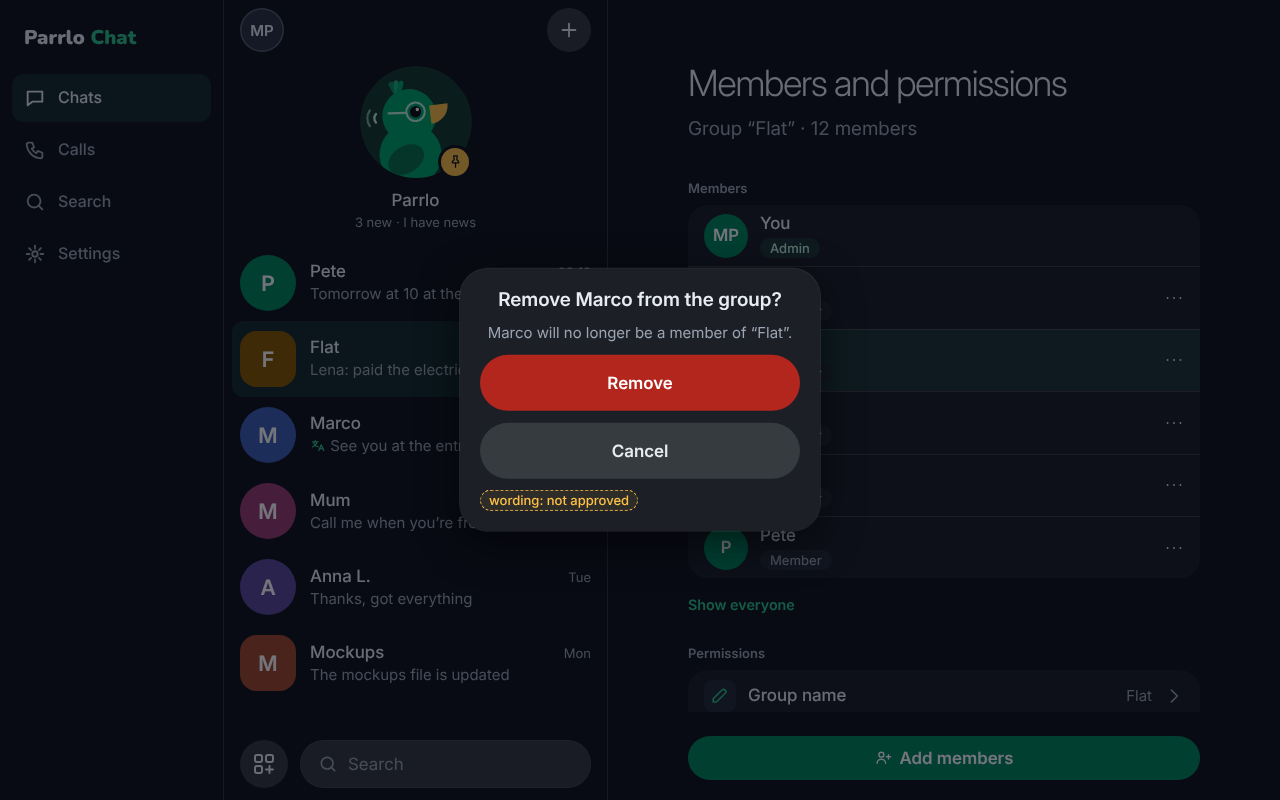 Parrlo Chat
Chats
Calls
Search
Settings
MP
Parrlo
3 new · I have news
P
Pete
Tomorrow at 10 at the
F
Flat
Lena: paid the electri
M
Marco
See you at the ent
M
Mum
Call me when you're fre
A
Anna L.
Tue
Thanks, got everything
M
Mockups
Mon
The mockups file is updated
Search
Members and permissions
Group “Flat” · 12 members
Members
MP
You
Admin
P
Pete
Member
Show everyone
Permissions
Group name
Flat
Add members
Remove Marco from the group?
Marco will no longer be a member of “Flat”.
Remove
Cancel
wording: not approved